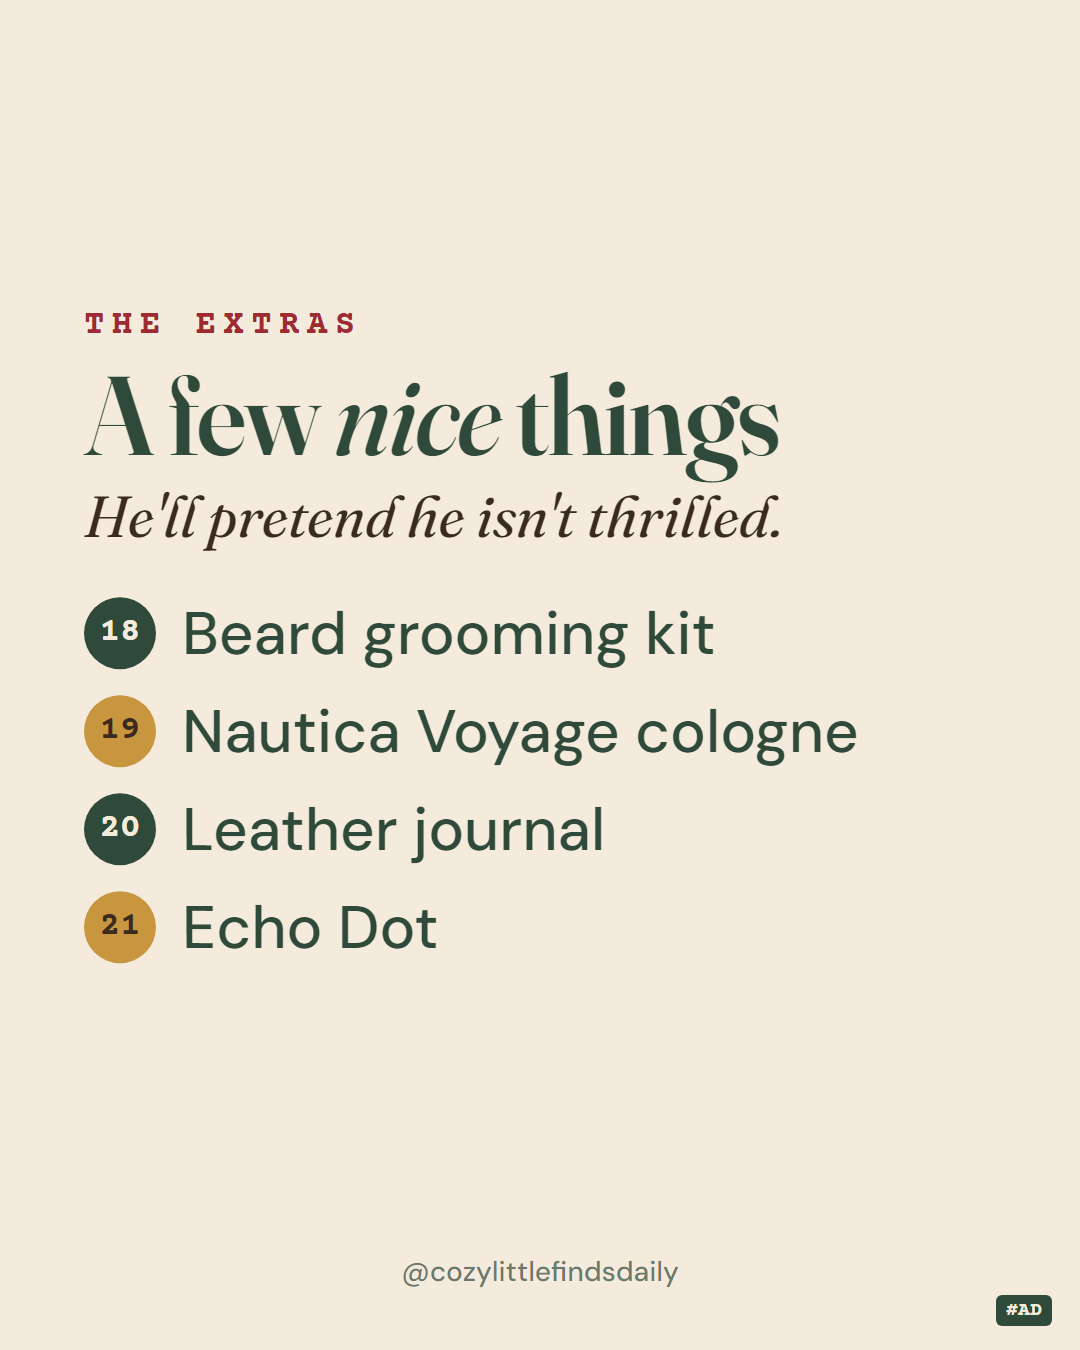 THE EXTRAS
A few nice things
He'll pretend he isn't thrilled.
18 Beard grooming kit
19 Nautica Voyage cologne
20 Leather journal
21 Echo Dot
@cozylittlefindsdaily
#AD